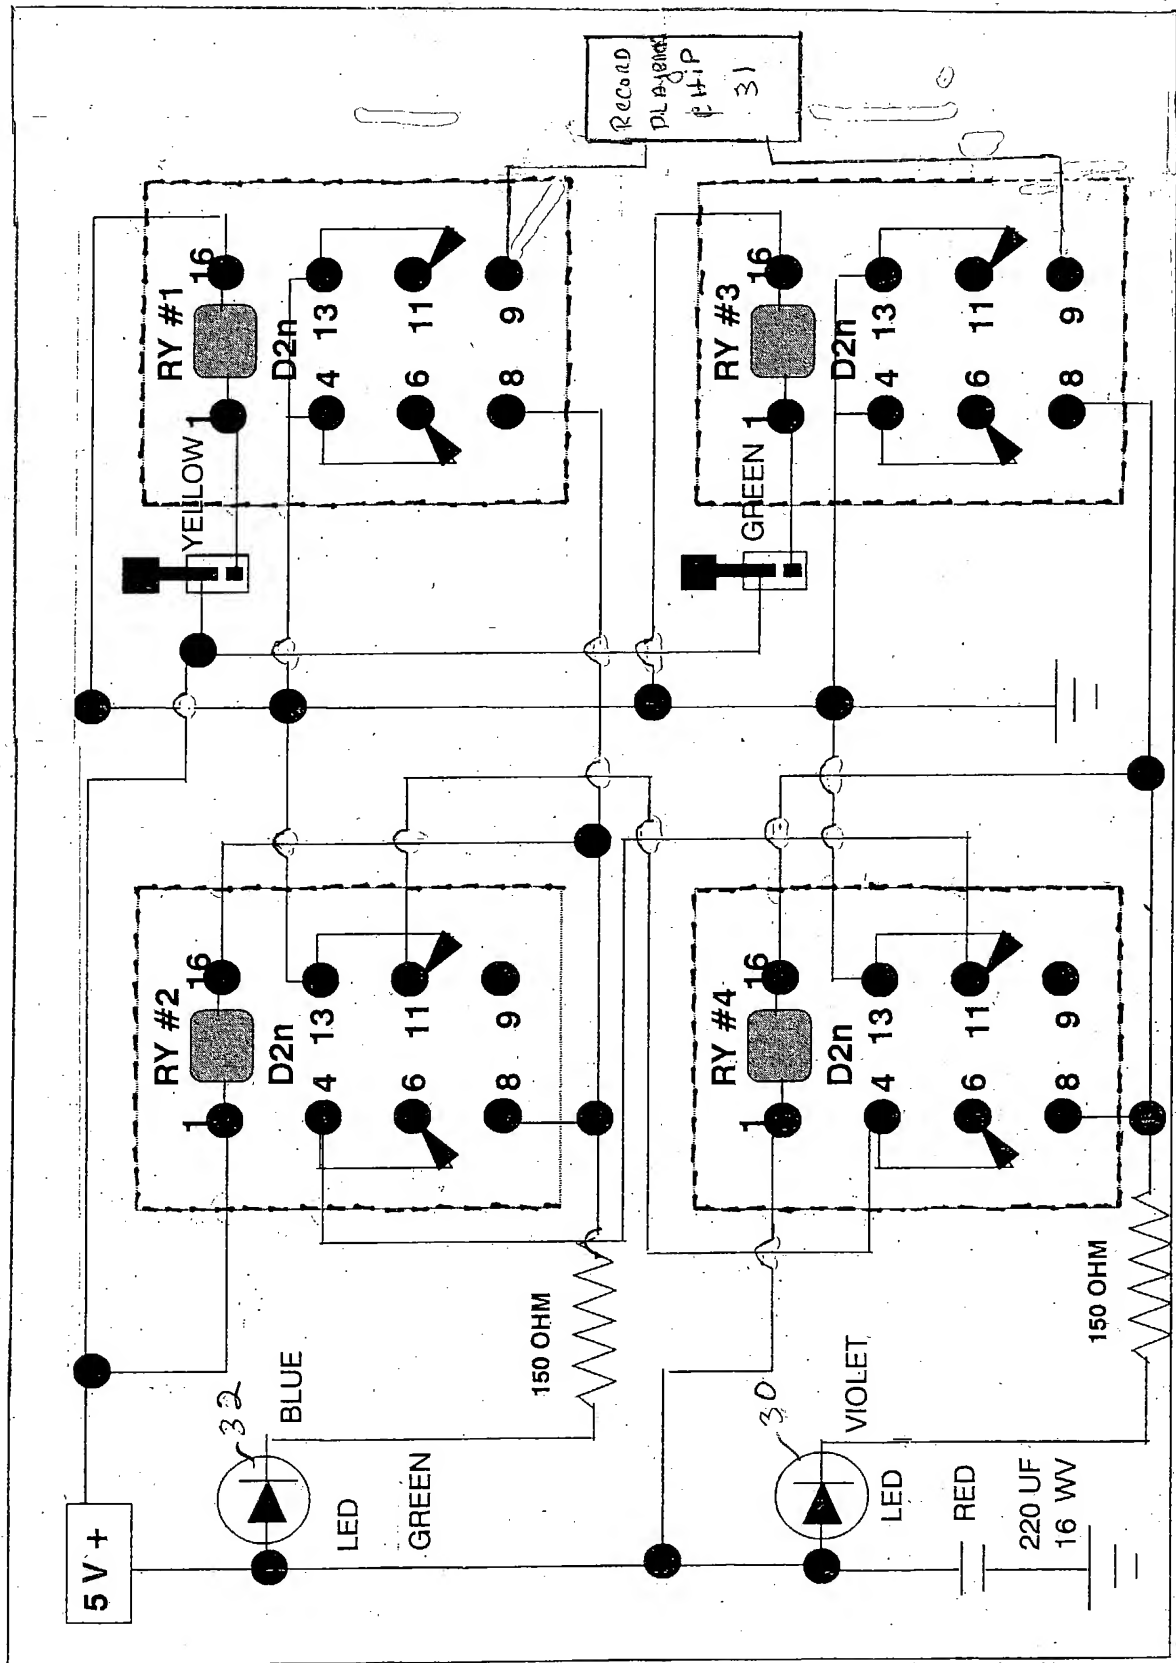 5 V +
32
BLUE
LED
GREEN
150 OHM
30
VIOLET
LED
RED
220 UF
16 WV
150 OHM
RY #2
1
16
D2n
4
13
6
11
8
9
RY #4
1
16
D2n
4
13
6
11
8
9
YELLOW
RY #1
1
16
D2n
4
13
6
11
8
9
GREEN
RY #3
1
16
D2n
4
13
6
11
8
9
RECORD
PLAYBACK
CHIP
31